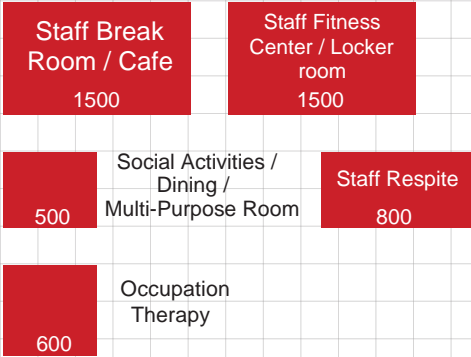 Staff Break
Room / Cafe
1500
Staff Fitness
Center / Locker
room
1500
500
Social Activities /
Dining /
Multi-Purpose Room
Staff Respite
800
600
Occupation
Therapy